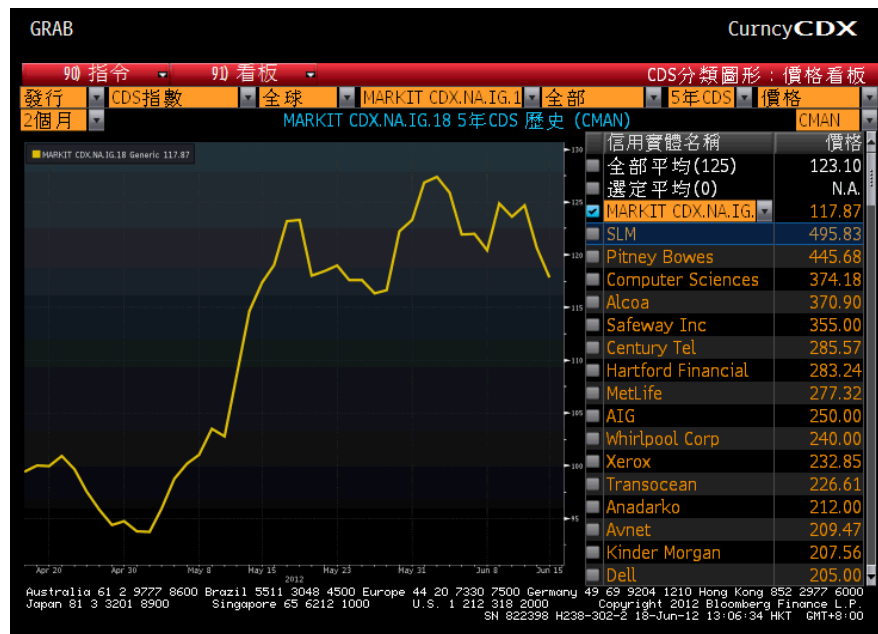 GRAB
CurncyCDX
90) 指令 91) 看板 CDS分類圖形：價格看板
發行 CDS指數 全球 MARKIT CDX.NA.IG.1 全部 5年CDS 價格
2個月 MARKIT CDX.NA.IG.18 5年CDS 歷史 (CMAN) CMAN
MARKIT CDX.NA.IG.18 Generic 117.87
130
125
120
115
110
105
100
95
Apr 20 Apr 30 May 8 May 15 May 23 May 31 Jun 8 Jun 15
2012
信用實體名稱 價格
全部平均(125) 123.10
選定平均(0) N.A.
MARKIT CDX.NA.IG. 117.87
SLM 495.83
Pitney Bowes 445.68
Computer Sciences 374.18
Alcoa 370.90
Safeway Inc 355.00
Century Tel 285.57
Hartford Financial 283.24
MetLife 277.32
AIG 250.00
Whirlpool Corp 240.00
Xerox 232.85
Transocean 226.61
Anadarko 212.00
Avnet 209.47
Kinder Morgan 207.56
Dell 205.00
Australia 61 2 9777 8600 Brazil 5511 3048 4500 Europe 44 20 7330 7500 Germany 49 69 9204 1210 Hong Kong 852 2977 6000
Japan 81 3 3201 8900 Singapore 65 6212 1000 U.S. 1 212 318 2000 Copyright 2012 Bloomberg Finance L.P.
SN 822398 H238-302-2 18-Jun-12 13:06:34 HKT GMT+8:00